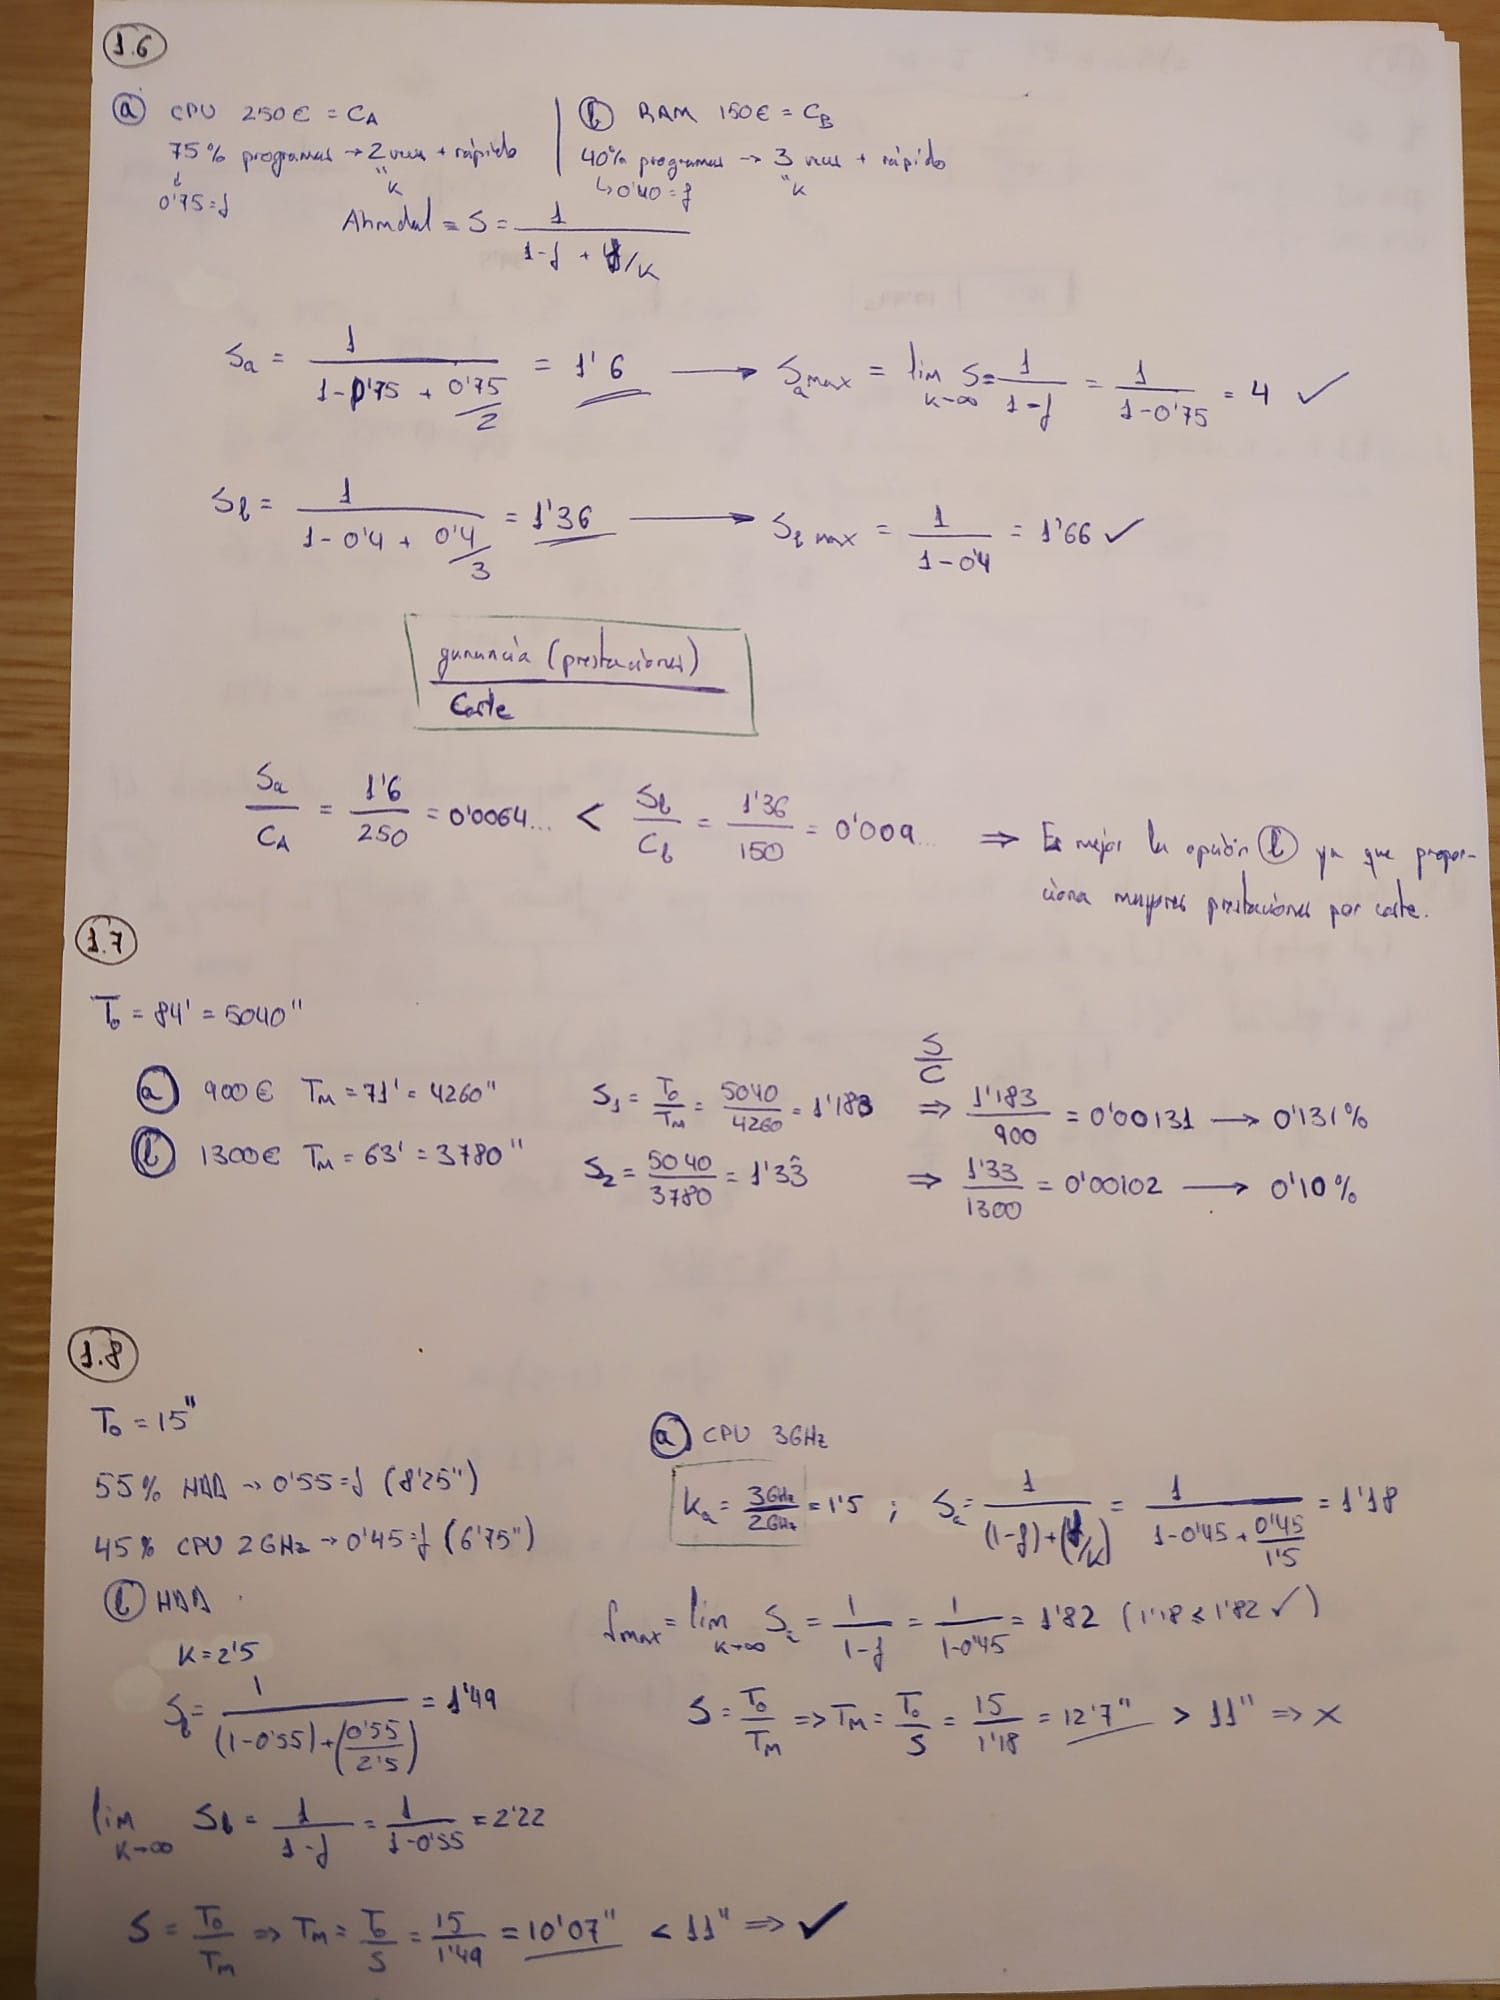 1.6
a CPU 250€ = CA
75% programas → 2 veces + rápido
" k
0'75 = f
b RAM 150€ = CB
40% programas → 3 veces + rápido
↳ 0'40 = f " k
Ahmdal ≡ S = 1 / (1-f + f/k)
Sa = 1 / (1-0'75 + 0'75/2) = 1'6 → Sa max = lim k→∞ S = 1 / (1-f) = 1 / (1-0'75) = 4 ✓
Sb = 1 / (1-0'4 + 0'4/3) = 1'36 → Sb max = 1 / (1-0'4) = 1'66 ✓
ganancia (prestaciones)
Coste
Sa/CA = 1'6/250 = 0'0064... < Sb/Cb = 1'36/150 = 0'009... ⇒ Es mejor la opción b ya que propor-
ciona mayores prestaciones por coste.
1.7
To = 84' = 5040"
S/C
a 900€ TM = 71' = 4260" S1 = To/TM = 5040/4260 = 1'183 ⇒ 1'183/900 = 0'00131 → 0'131%
b 1300€ TM = 63' = 3780" S2 = 5040/3780 = 1'33̂ ⇒ 1'33/1300 = 0'00102 → 0'10%
1.8
To = 15"
55% HDD → 0'55 = f (8'25")
45% CPU 2GHz → 0'45 = f (6'75")
a CPU 3GHz
ka = 3GHz/2GHz = 1'5 ; Sa = 1 / ((1-f)+(f/k)) = 1 / (1-0'45 + 0'45/1'5) = 1'18
fmax = lim k→∞ Sa = 1 / (1-f) = 1 / (1-0'45) = 1'82 (1'18 ≤ 1'82 ✓)
S = To/TM ⇒ TM = To/S = 15/1'18 = 12'7" > 11" ⇒ x
b HDD
K = 2'5
Sb = 1 / ((1-0'55)+(0'55/2'5)) = 1'49
lim k→∞ Sb = 1 / (1-f) = 1 / (1-0'55) = 2'22
S = To/TM ⇒ TM = To/S = 15/1'49 = 10'07" < 11" ⇒ ✓